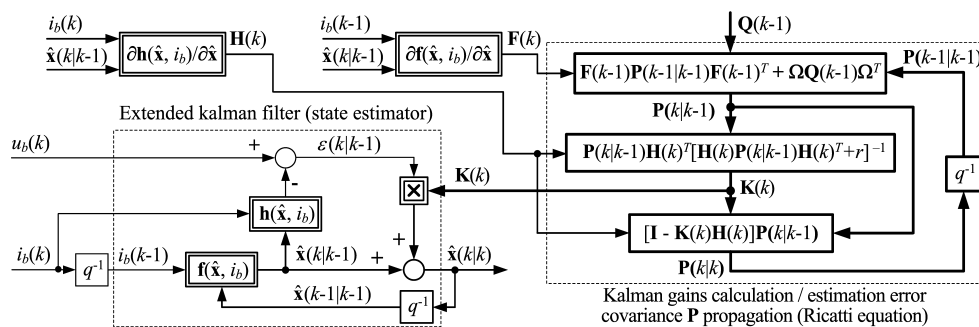 i_b(k)
x̂(k|k-1)
∂h(x̂, i_b)/∂x̂
H(k)
i_b(k-1)
x̂(k|k-1)
∂f(x̂, i_b)/∂x̂
F(k)
Q(k-1)
P(k-1|k-1)
F(k-1)P(k-1|k-1)F(k-1)^T + ΩQ(k-1)Ω^T
P(k|k-1)
Extended kalman filter (state estimator)
u_b(k)
+
ε(k|k-1)
-
P(k|k-1)H(k)^T[H(k)P(k|k-1)H(k)^T+r]^-1
K(k)
K(k)
q^-1
h(x̂, i_b)
[I - K(k)H(k)]P(k|k-1)
+
i_b(k)
q^-1
i_b(k-1)
f(x̂, i_b)
x̂(k|k-1)
+
x̂(k|k)
P(k|k)
x̂(k-1|k-1)
q^-1
Kalman gains calculation / estimation error
covariance P propagation (Ricatti equation)